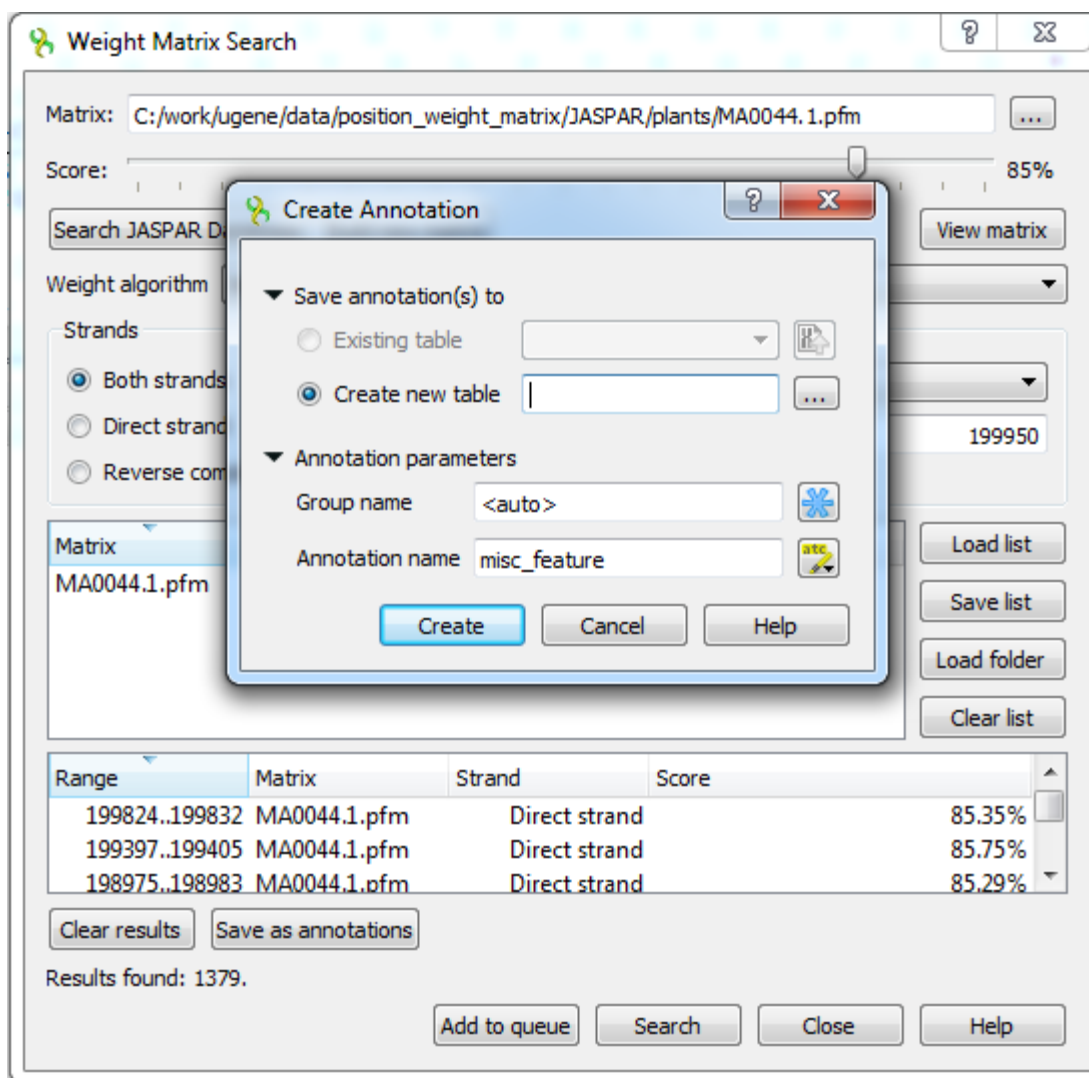 Weight Matrix Search
Matrix: C:/work/ugene/data/position_weight_matrix/JASPAR/plants/MA0044.1.pfm ...
Score: 85%
Create Annotation
Search JASPAR View matrix
Weight algorithm
Save annotation(s) to
Strands
Existing table
Both strands
Create new table ...
Direct strand 199950
Reverse
Annotation parameters
Group name <auto>
Matrix Load list
Annotation name misc_feature atc
MA0044.1.pfm
Save list
Create Cancel Help
Load folder
Clear list
Range Matrix Strand Score
199824..199832 MA0044.1.pfm Direct strand 85.35%
199397..199405 MA0044.1.pfm Direct strand 85.75%
198975..198983 MA0044.1.pfm Direct strand 85.29%
Clear results Save as annotations
Results found: 1379.
Add to queue Search Close Help